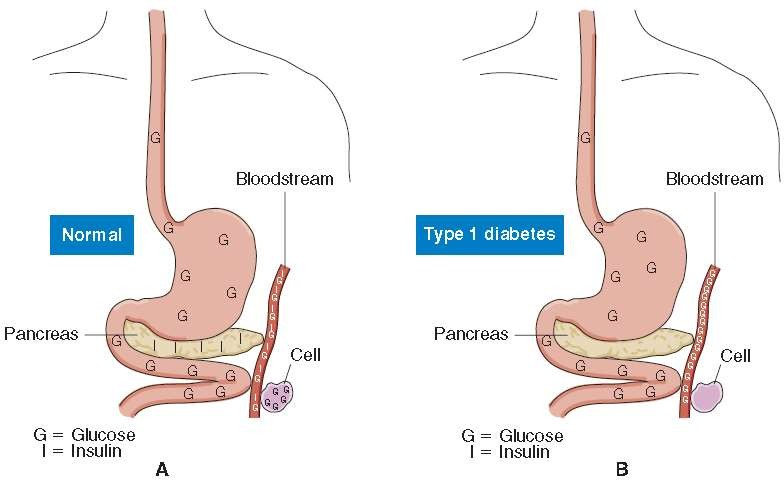 G
Bloodstream
Normal
G
G
G
G
G
Pancreas
G
I I I I I
G
G
G
G
G
Cell
G G
G G
G G
G = Glucose
I = Insulin
A
G
Bloodstream
Type 1 diabetes
G
G
G
G
G
Pancreas
G
G
G
G
G
G
Cell
G = Glucose
I = Insulin
B